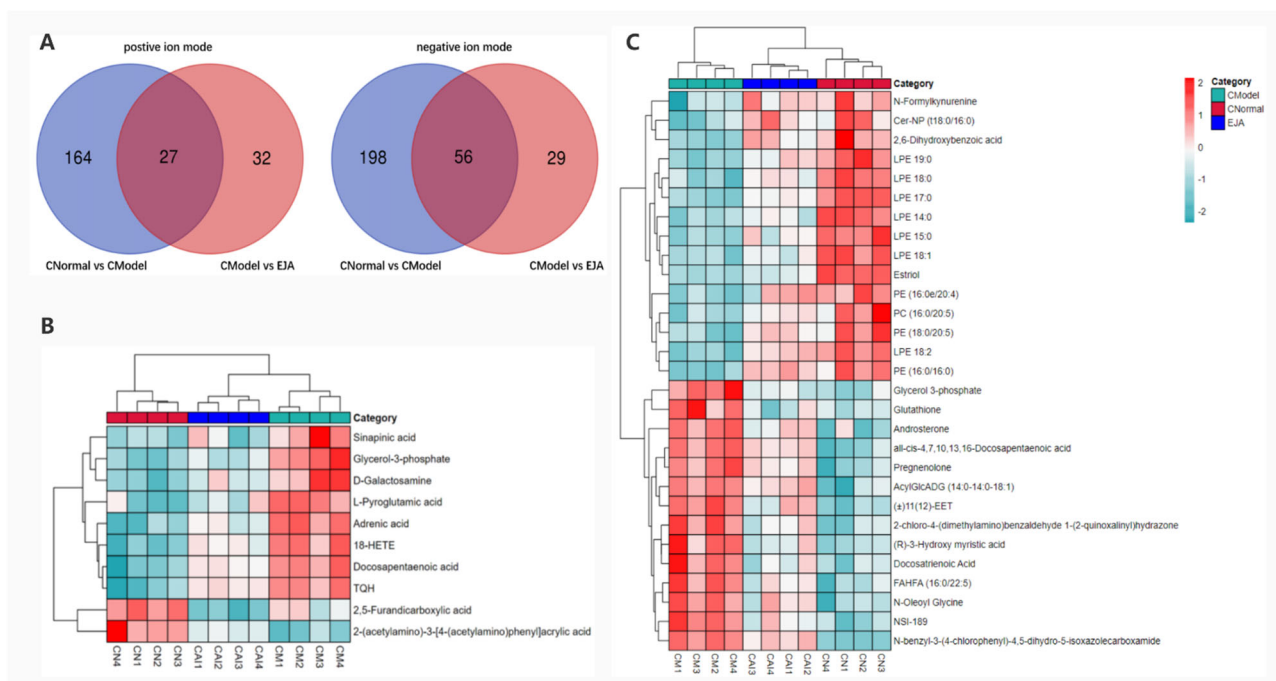 A
postive ion mode
negative ion mode
164
27
32
198
56
29
CNormal vs CModel
CModel vs EJA
CNormal vs CModel
CModel vs EJA
B
Category
Sinapinic acid
Glycerol-3-phosphate
D-Galactosamine
L-Pyroglutamic acid
Adrenic acid
18-HETE
Docosapentaenoic acid
TQH
2,5-Furandicarboxylic acid
2-(acetylamino)-3-[4-(acetylamino)phenyl]acrylic acid
CN4
CN1
CN2
CN3
CAI1
CAI2
CAI3
CAI4
CM1
CM2
CM3
CM4
C
Category
N-Formylkynurenine
Cer-NP (t18:0/16:0)
2,6-Dihydroxybenzoic acid
LPE 19:0
LPE 18:0
LPE 17:0
LPE 14:0
LPE 15:0
LPE 18:1
Estriol
PE (16:0e/20:4)
PC (16:0/20:5)
PE (18:0/20:5)
LPE 18:2
PE (16:0/16:0)
Glycerol 3-phosphate
Glutathione
Androsterone
all-cis-4,7,10,13,16-Docosapentaenoic acid
Pregnenolone
AcylGlcADG (14:0-14:0-18:1)
(±)11(12)-EET
2-chloro-4-(dimethylamino)benzaldehyde 1-(2-quinoxalinyl)hydrazone
(R)-3-Hydroxy myristic acid
Docosatrienoic Acid
FAHFA (16:0/22:5)
N-Oleoyl Glycine
NSI-189
N-benzyl-3-(4-chlorophenyl)-4,5-dihydro-5-isoxazolecarboxamide
CM1
CM3
CM2
CM4
CAI3
CAI4
CAI1
CAI2
CN4
CN1
CN2
CN3
2
1
0
-1
-2
Category
CModel
CNormal
EJA